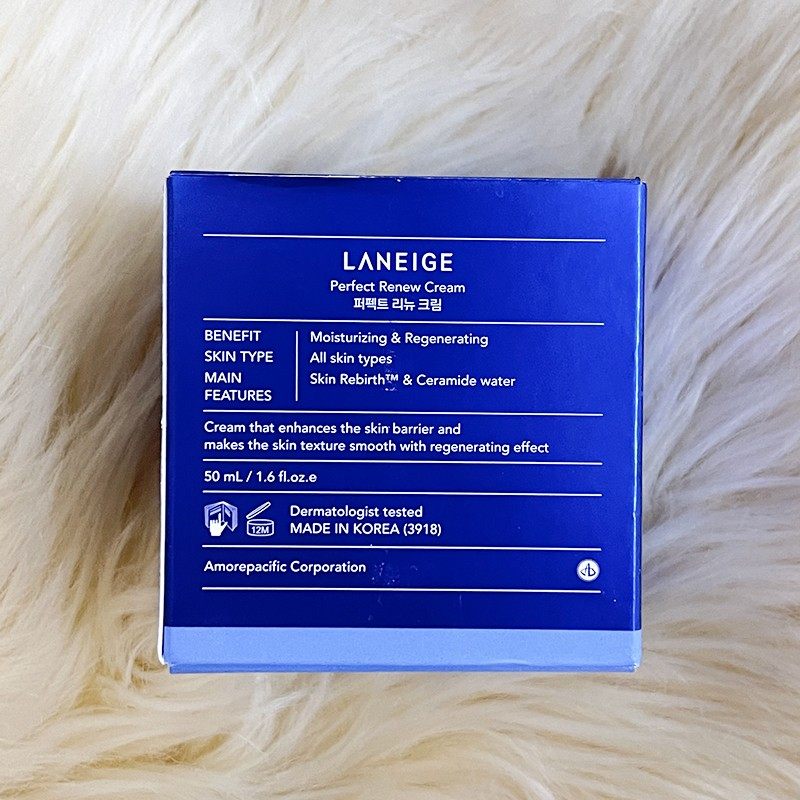 LANEIGE
Perfect Renew Cream
퍼펙트 리뉴 크림
BENEFIT Moisturizing & Regenerating
SKIN TYPE All skin types
MAIN FEATURES Skin Rebirth™ & Ceramide water
Cream that enhances the skin barrier and
makes the skin texture smooth with regenerating effect
50 mL / 1.6 fl.oz.e
12M
Dermatologist tested
MADE IN KOREA (3918)
Amorepacific Corporation